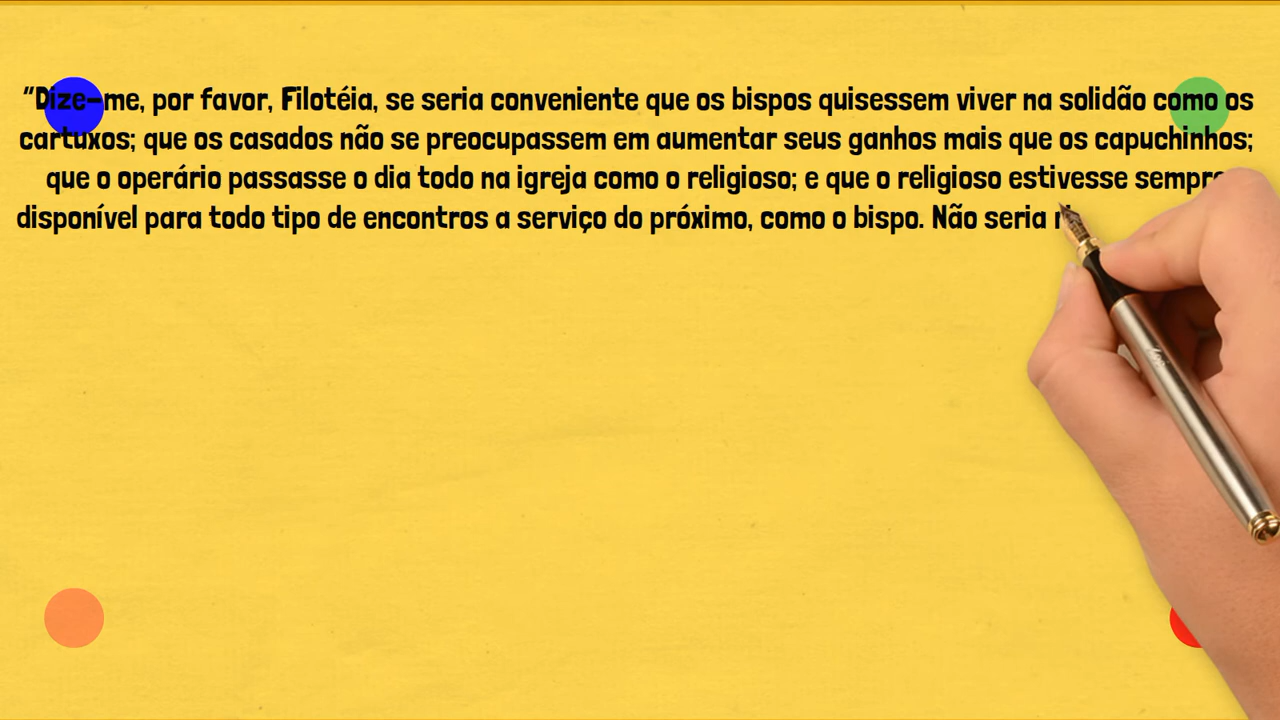 "Dize-me, por favor, Filotéia, se seria conveniente que os bispos quisessem viver na solidão como os
cartuxos; que os casados não se preocupassem em aumentar seus ganhos mais que os capuchinhos;
que o operário passasse o dia todo na igreja como o religioso; e que o religioso estivesse sempre
disponível para todo tipo de encontros a serviço do próximo, como o bispo. Não seria